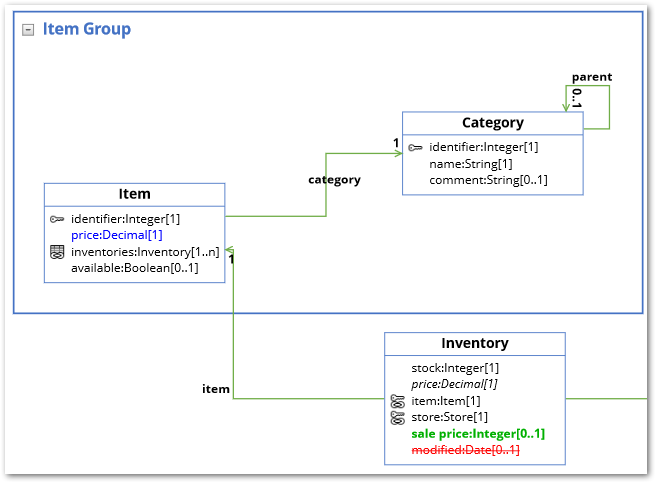 Item Group
parent
0..1
Category
1
identifier:Integer[1]
name:String[1]
comment:String[0..1]
category
Item
identifier:Integer[1]
price:Decimal[1]
inventories:Inventory[1..n]
available:Boolean[0..1]
1
item
Inventory
stock:Integer[1]
price:Decimal[1]
item:Item[1]
store:Store[1]
sale price:Integer[0..1]
modified:Date[0..1]